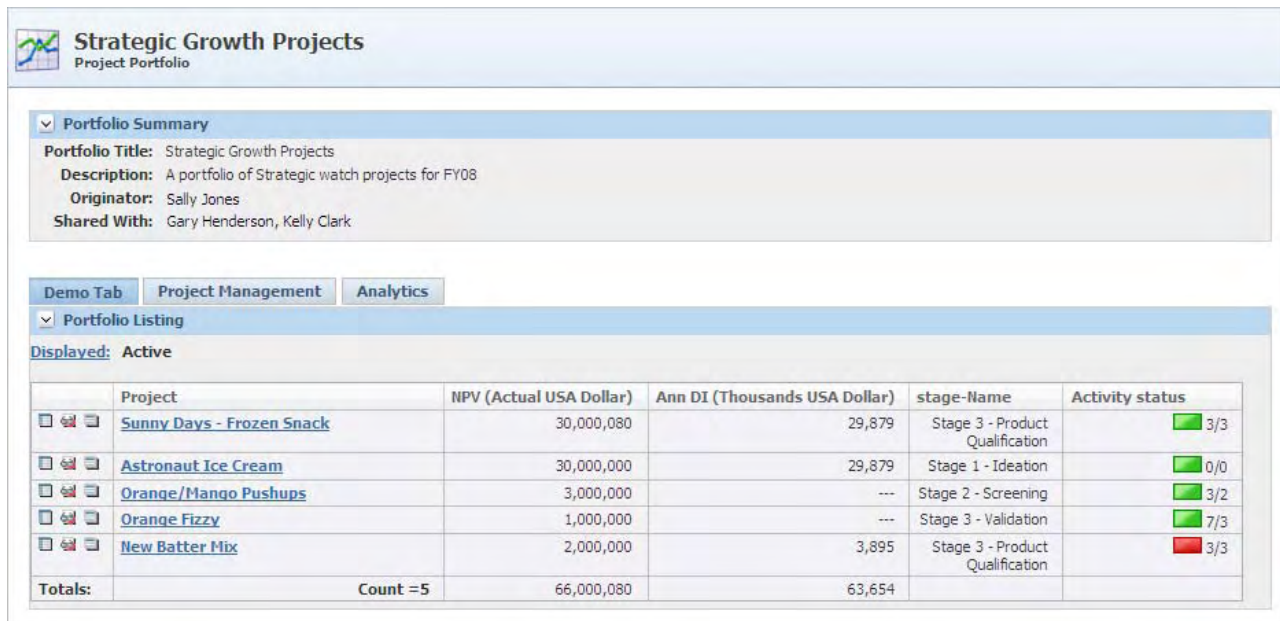 Strategic Growth Projects
Project Portfolio
Portfolio Summary
Portfolio Title: Strategic Growth Projects
Description: A portfolio of Strategic watch projects for FY08
Originator: Sally Jones
Shared With: Gary Henderson, Kelly Clark
Demo Tab Project Management Analytics
Portfolio Listing
Displayed: Active
Project NPV (Actual USA Dollar) Ann DI (Thousands USA Dollar) stage-Name Activity status
Sunny Days - Frozen Snack 30,000,080 29,879 Stage 3 - Product 3/3
Qualification
Astronaut Ice Cream 30,000,000 29,879 Stage 1 - Ideation 0/0
Orange/Mango Pushups 3,000,000 --- Stage 2 - Screening 3/2
Orange Fizzy 1,000,000 --- Stage 3 - Validation 7/3
New Batter Mix 2,000,000 3,895 Stage 3 - Product 3/3
Qualification
Totals: Count =5 66,000,080 63,654